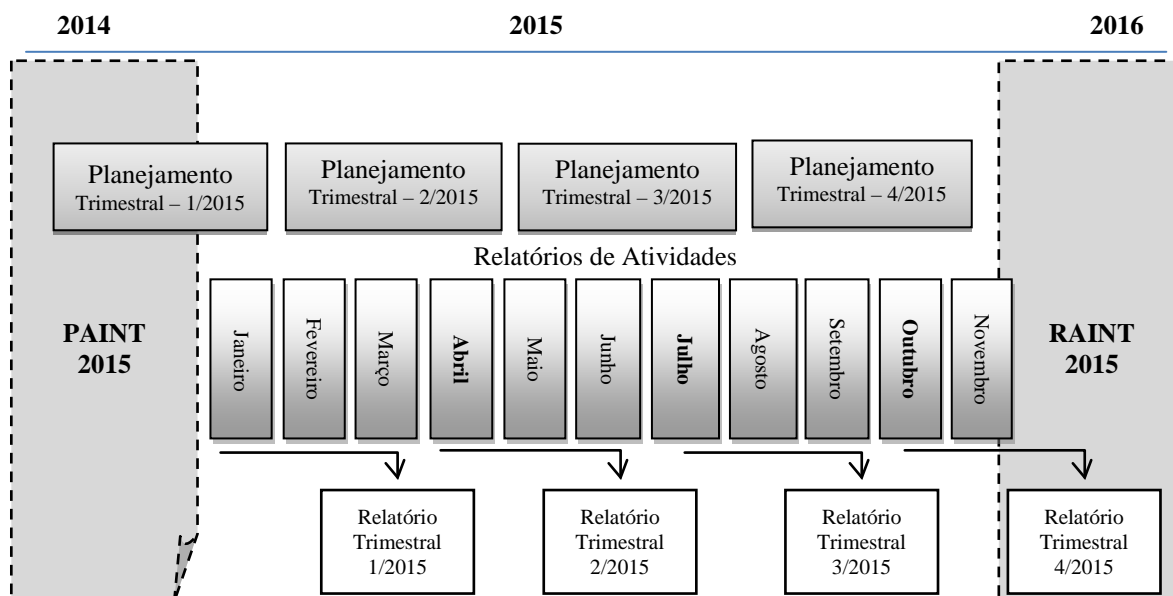 2014 2015 2016
Planejamento
Trimestral – 1/2015
Planejamento
Trimestral – 2/2015
Planejamento
Trimestral – 3/2015
Planejamento
Trimestral – 4/2015
Relatórios de Atividades
PAINT
2015
Janeiro
Fevereiro
Março
Abril
Maio
Junho
Julho
Agosto
Setembro
Outubro
Novembro
RAINT
2015
Relatório
Trimestral
1/2015
Relatório
Trimestral
2/2015
Relatório
Trimestral
3/2015
Relatório
Trimestral
4/2015